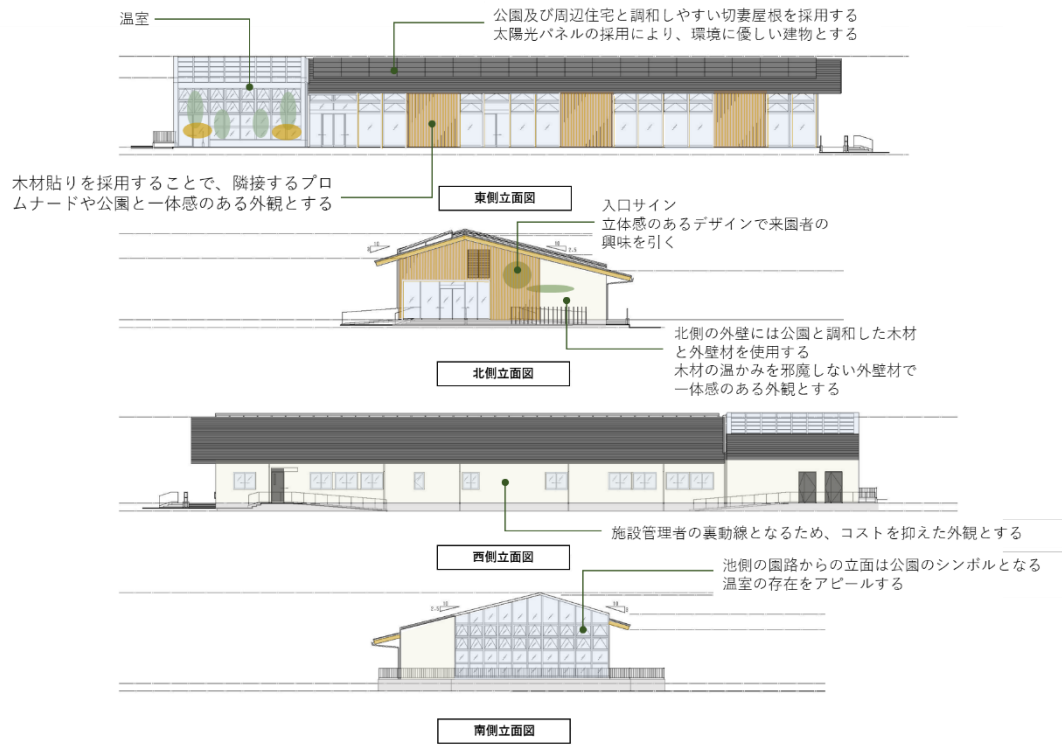 温室
公園及び周辺住宅と調和しやすい切妻屋根を採用する
太陽光パネルの採用により、環境に優しい建物とする
木材貼りを採用することで、隣接するプロ
ムナードや公園と一体感のある外観とする
東側立面図
入口サイン
立体感のあるデザインで来園者の
興味を引く
10
10
2.5
北側の外壁には公園と調和した木材
と外壁材を使用する
木材の温かみを邪魔しない外壁材で
一体感のある外観とする
北側立面図
施設管理者の裏動線となるため、コストを抑えた外観とする
西側立面図
池側の園路からの立面は公園のシンボルとなる
温室の存在をアピールする
10
2.5
10
南側立面図